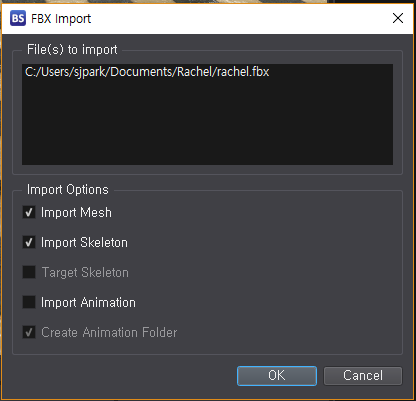 BS FBX Import
File(s) to import
C:/Users/sjpark/Documents/Rachel/rachel.fbx
Import Options
Import Mesh
Import Skeleton
Target Skeleton
Import Animation
Create Animation Folder
OK Cancel